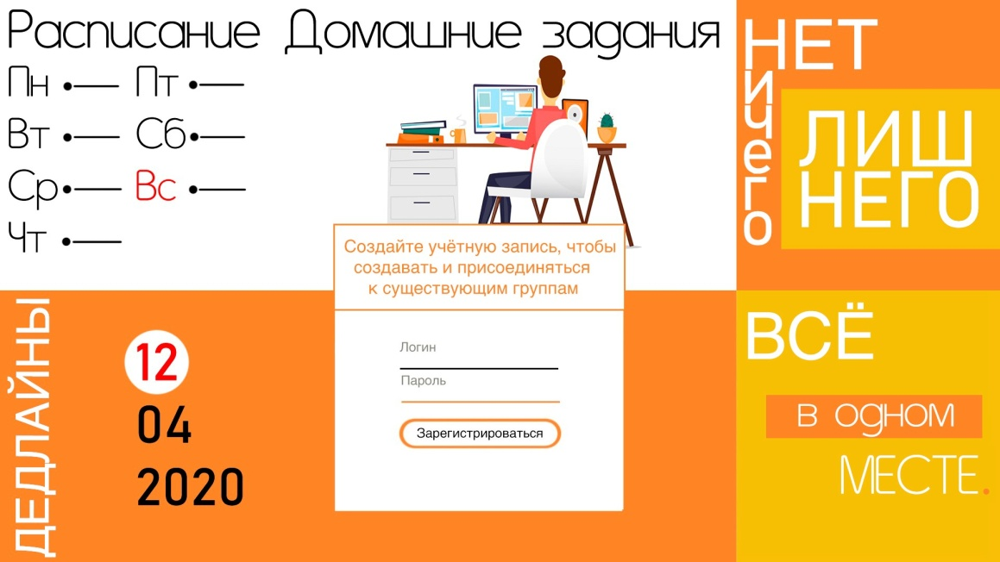 Расписание Домашние задания
Пн
Пт
Вт
Сб
Ср
Вс
Чт
НЕТ
ичего
ЛИШ
НЕГО
Создайте учётную запись, чтобы
создавать и присоединяться
к существующим группам
Логин
Пароль
Зарегистрироваться
ДЕДЛАЙНЫ
12
04
2020
ВСЁ
в одном
МЕСТЕ.